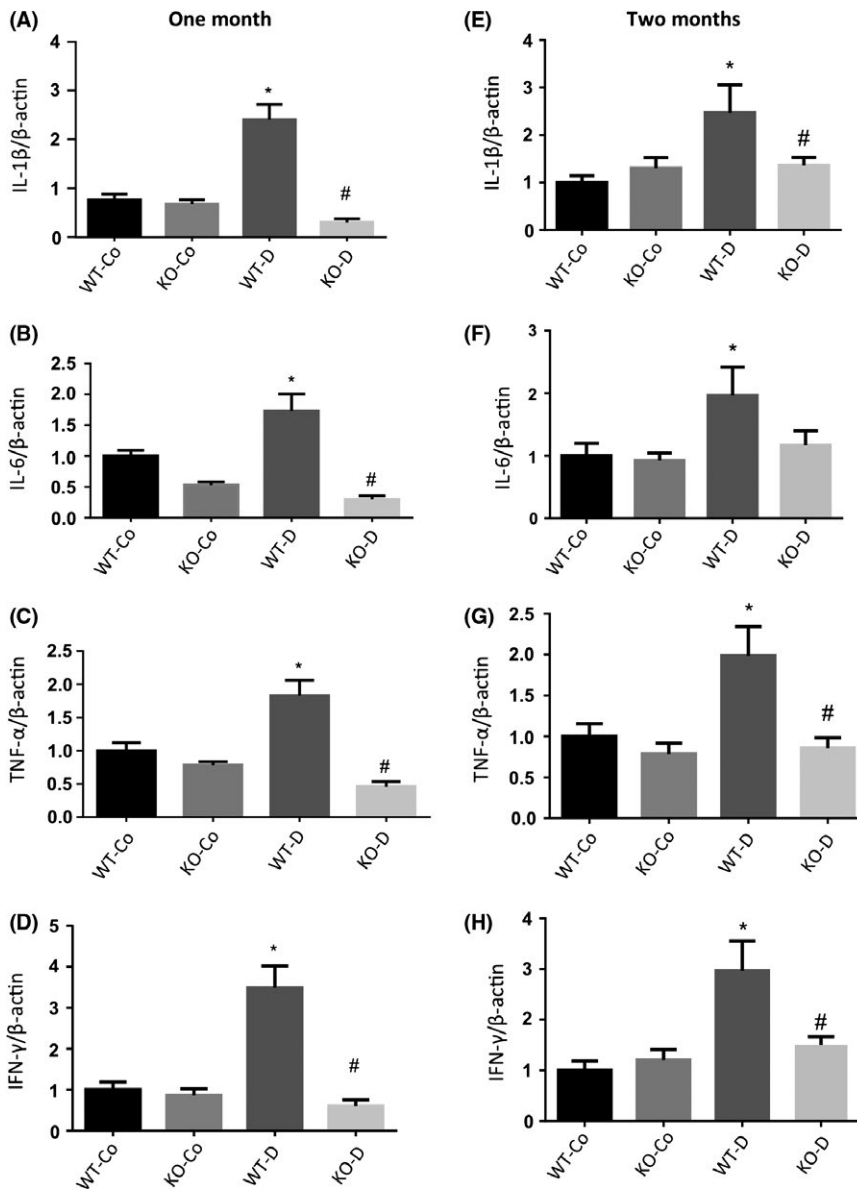 (A) One month
IL-1β/β-actin
4
3
2
1
0
*
#
WT-Co KO-Co WT-D KO-D
(E) Two months
IL-1β/β-actin
4
3
2
1
0
*
#
WT-Co KO-Co WT-D KO-D
(B)
IL-6/β-actin
2.5
2.0
1.5
1.0
0.5
0.0
*
#
WT-Co KO-Co WT-D KO-D
(F)
IL-6/β-actin
3
2
1
0
*
WT-Co KO-Co WT-D KO-D
(C)
TNF-α/β-actin
2.5
2.0
1.5
1.0
0.5
0.0
*
#
WT-Co KO-Co WT-D KO-D
(G)
TNF-α/β-actin
2.5
2.0
1.5
1.0
0.5
0.0
*
#
WT-Co KO-Co WT-D KO-D
(D)
IFN-γ/β-actin
5
4
3
2
1
0
*
#
WT-Co KO-Co WT-D KO-D
(H)
IFN-γ/β-actin
4
3
2
1
0
*
#
WT-Co KO-Co WT-D KO-D